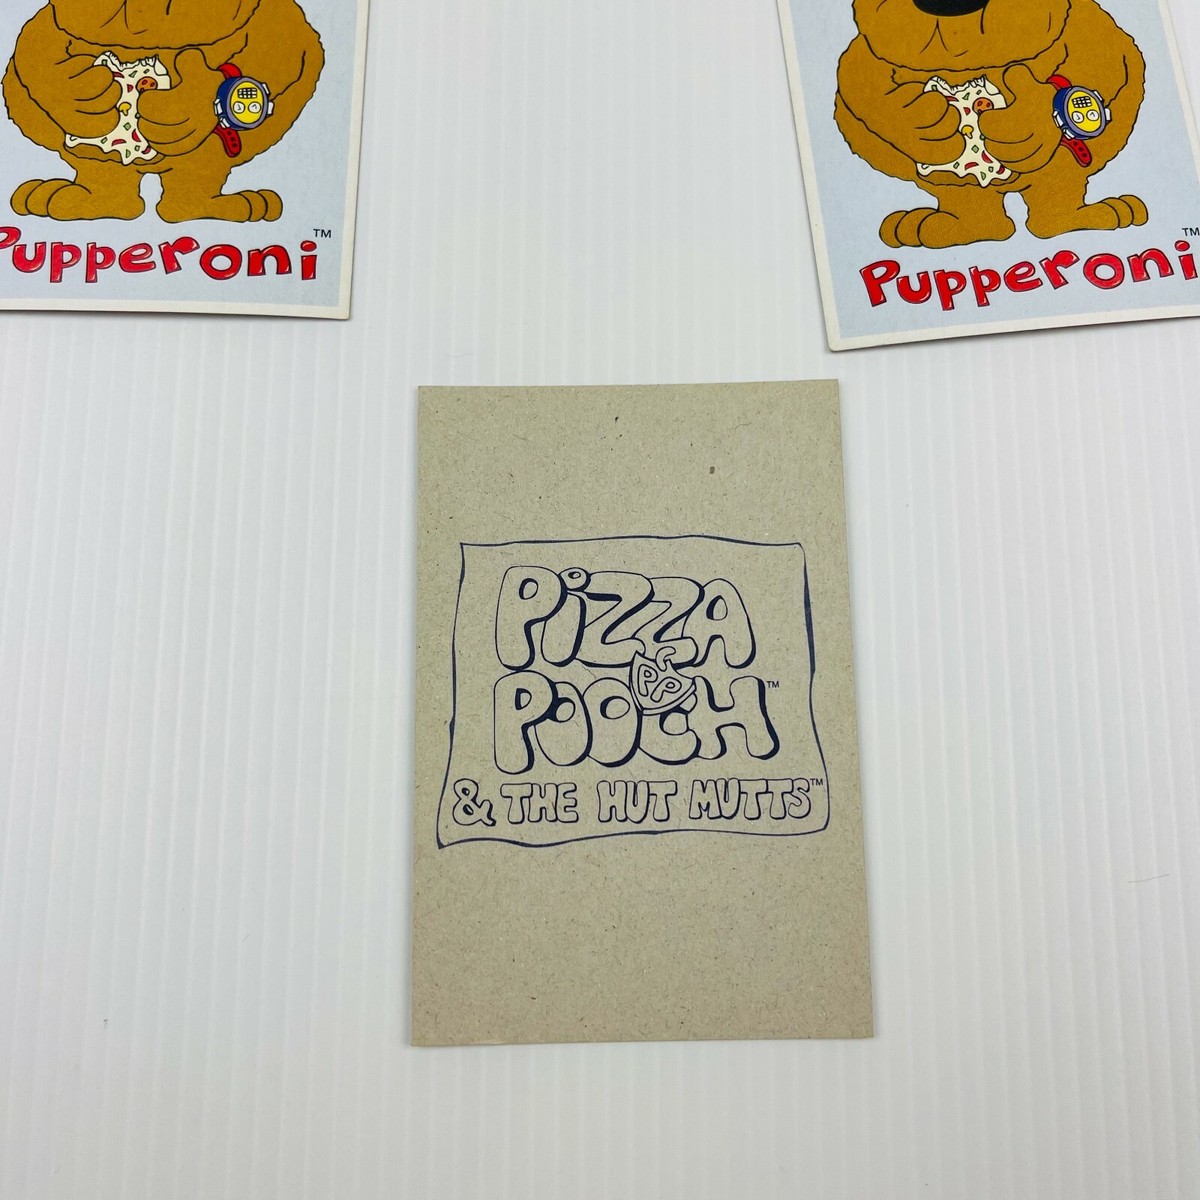 Pupperoni™
Pupperoni™
PiZZA
POOCH™
PP
& THE HUT MUTTS™